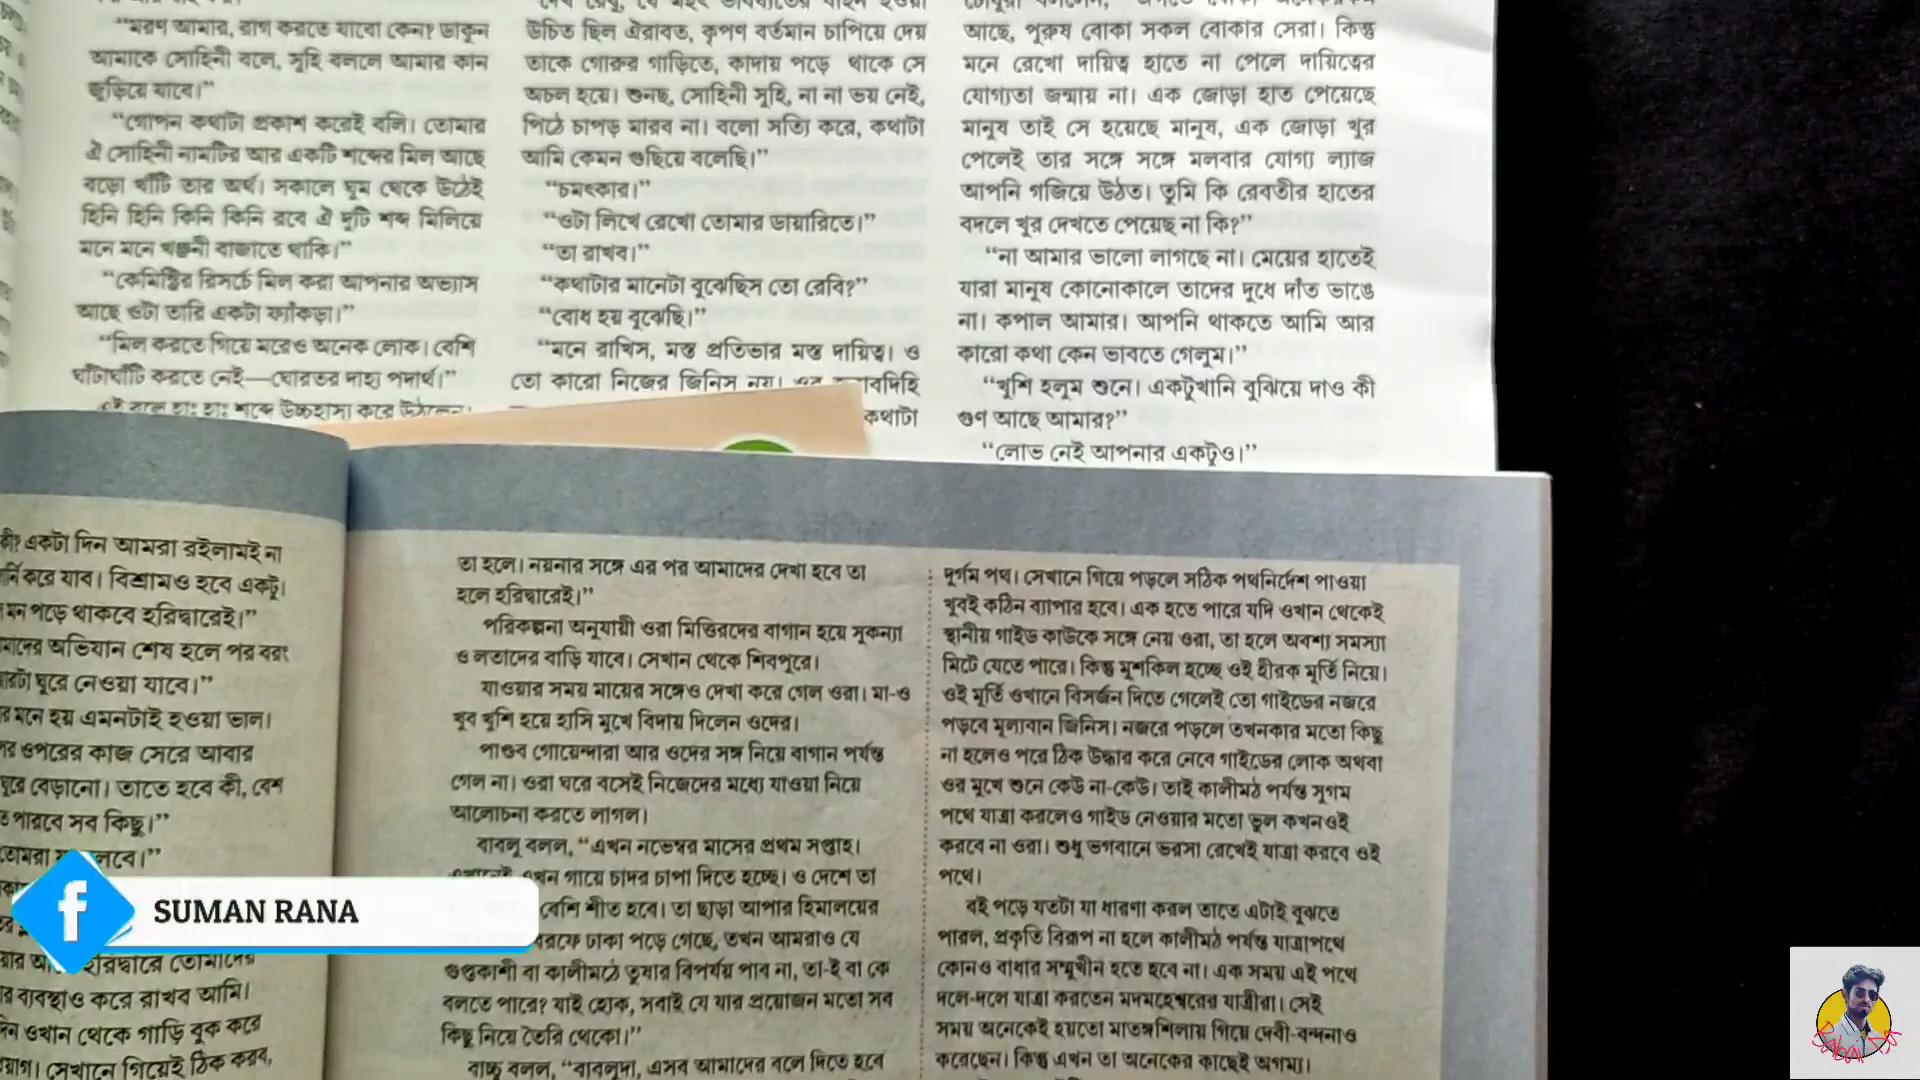 “মরণ আমার, রাগ করতে যাবো কেন? ডাকুন
আমাকে সোহিনী বলে, সুহি বললে আমার কান
জুড়িয়ে যাবে।”
“গোপন কথাটা প্রকাশ করেই বলি। তোমার
ঐ সোহিনী নামটির আর একটি শব্দের মিল আছে
বড়ো খাঁটি তার অর্থ। সকালে ঘুম থেকে উঠেই
হিনি হিনি কিনি কিনি রবে ঐ দুটি শব্দ মিলিয়ে
মনে মনে খঞ্জনী বাজাতে থাকি।”
“কেমিস্ট্রির রিসর্চে মিল করা আপনার অভ্যাস
আছে ওটা তারি একটা ফ্যাঁকড়া।”
“মিল করতে গিয়ে মরেও অনেক লোক। বেশি
ঘাঁটাঘাঁটি করতে নেই—ঘোরতর দাহ্য পদার্থ।”
এই বলে হাঃ হাঃ শব্দে উচ্চহাস্য করে উঠলেন।
উচিত ছিল ঐরাবত, কৃপণ বর্তমান চাপিয়ে দেয়
তাকে গোরুর গাড়িতে, কাদায় পড়ে থাকে সে
অচল হয়ে। শুনছ, সোহিনী সুহি, না না ভয় নেই,
পিঠে চাপড় মারব না। বলো সত্যি করে, কথাটা
আমি কেমন গুছিয়ে বলেছি।”
“চমৎকার।”
“ওটা লিখে রেখো তোমার ডায়ারিতে।”
“তা রাখব।”
“কথাটার মানেটা বুঝেছিস তো রেবি?”
“বোধ হয় বুঝেছি।”
“মনে রাখিস, মস্ত প্রতিভার মস্ত দায়িত্ব। ও
তো কারো নিজের জিনিস নয়। ওর
কথাটা
আছে, পুরুষ বোকা সকল বোকার সেরা। কিন্তু
মনে রেখো দায়িত্ব হাতে না পেলে দায়িত্বের
যোগ্যতা জন্মায় না। এক জোড়া হাত পেয়েছে
মানুষ তাই সে হয়েছে মানুষ, এক জোড়া খুর
পেলেই তার সঙ্গে সঙ্গে মলবার যোগ্য ল্যাজ
আপনি গজিয়ে উঠত। তুমি কি রেবতীর হাতের
বদলে খুর দেখতে পেয়েছ না কি?”
“না আমার ভালো লাগছে না। মেয়ের হাতেই
যারা মানুষ কোনোকালে তাদের দুধে দাঁত ভাঙে
না। কপাল আমার। আপনি থাকতে আমি আর
কারো কথা কেন ভাবতে গেলুম।”
“খুশি হলুম শুনে। একটুখানি বুঝিয়ে দাও কী
গুণ আছে আমার?”
“লোভ নেই আপনার একটুও।”
কী? একটা দিন আমরা রইলামই না
করে যাব। বিশ্রামও হবে একটু।
মন পড়ে থাকবে হরিদ্বারেই।”
অভিযান শেষ হলে পর বরং
ঘুরে নেওয়া যাবে।”
মনে হয় এমনটাই হওয়া ভাল।
ওপরের কাজ সেরে আবার
ঘুরে বেড়ানো। তাতে হবে কী, বেশ
পারবে সব কিছু।”
তোমরা
হরিদ্বারে তোমাদের
ব্যবস্থাও করে রাখব আমি।
ওখান থেকে গাড়ি বুক করে
সেখানে গিয়েই ঠিক করব,
তা হলে। নয়নার সঙ্গে এর পর আমাদের দেখা হবে তা
হলে হরিদ্বারেই।”
পরিকল্পনা অনুযায়ী ওরা মিত্তিরদের বাগান হয়ে সুকন্যা
ও লতাদের বাড়ি যাবে। সেখান থেকে শিবপুরে।
যাওয়ার সময় মায়ের সঙ্গেও দেখা করে গেল ওরা। মা-ও
খুব খুশি হয়ে হাসি মুখে বিদায় দিলেন ওদের।
পাণ্ডব গোয়েন্দারা আর ওদের সঙ্গ নিয়ে বাগান পর্যন্ত
গেল না। ওরা ঘরে বসেই নিজেদের মধ্যে যাওয়া নিয়ে
আলোচনা করতে লাগল।
বাবলু বলল, “এখন নভেম্বর মাসের প্রথম সপ্তাহ।
এখানেই এখন গায়ে চাদর চাপা দিতে হচ্ছে। ও দেশে তা
বেশি শীত হবে। তা ছাড়া আপার হিমালয়ের
বরফে ঢাকা পড়ে গেছে, তখন আমরাও যে
গুপ্তকাশী বা কালীমঠে তুষার বিপর্যয় পাব না, তা-ই বা কে
বলতে পারে? যাই হোক, সবাই যে যার প্রয়োজন মতো সব
কিছু নিয়ে তৈরি থেকো।”
বাচ্চু বলল, “বাবলুদা, এসব আমাদের বলে দিতে হবে
দুর্গম পথ। সেখানে গিয়ে পড়লে সঠিক পথনির্দেশ পাওয়া
খুবই কঠিন ব্যাপার হবে। এক হতে পারে যদি ওখান থেকেই
স্থানীয় গাইড কাউকে সঙ্গে নেয় ওরা, তা হলে অবশ্য সমস্যা
মিটে যেতে পারে। কিন্তু মুশকিল হচ্ছে ওই হীরক মূর্তি নিয়ে।
ওই মূর্তি ওখানে বিসর্জন দিতে গেলেই তো গাইডের নজরে
পড়বে মূল্যবান জিনিস। নজরে পড়লে তখনকার মতো কিছু
না হলেও পরে ঠিক উদ্ধার করে নেবে গাইডের লোক অথবা
ওর মুখে শুনে কেউ না-কেউ। তাই কালীমঠ পর্যন্ত সুগম
পথে যাত্রা করলেও গাইড নেওয়ার মতো ভুল কখনওই
করবে না ওরা। শুধু ভগবানে ভরসা রেখেই যাত্রা করবে ওই
পথে।
বই পড়ে যতটা যা ধারণা করল তাতে এটাই বুঝতে
পারল, প্রকৃতি বিরূপ না হলে কালীমঠ পর্যন্ত যাত্রাপথে
কোনও বাধার সম্মুখীন হতে হবে না। এক সময় এই পথে
দলে-দলে যাত্রা করতেন মদমহেশ্বরের যাত্রীরা। সেই
সময় অনেকেই হয়তো মাতঙ্গশিলায় গিয়ে দেবী-বন্দনাও
করেছেন। কিন্তু এখন তা অনেকের কাছেই অগম্য।
SUMAN RANA